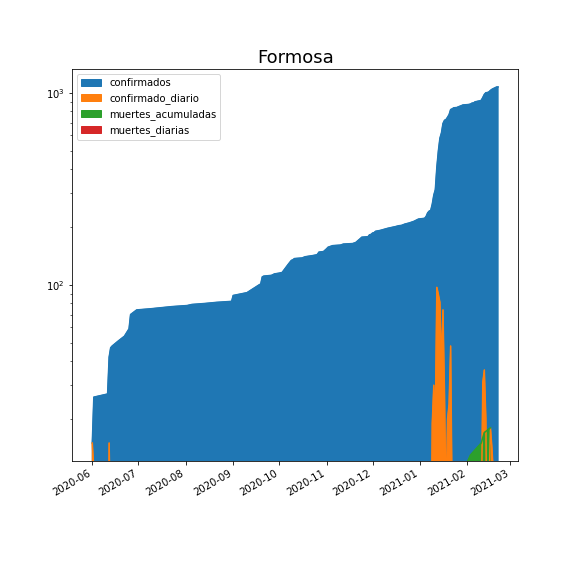 Formosa
confirmados
confirmado_diario
muertes_acumuladas
muertes_diarias
10³
10²
2020-06
2020-07
2020-08
2020-09
2020-10
2020-11
2020-12
2021-01
2021-02
2021-03